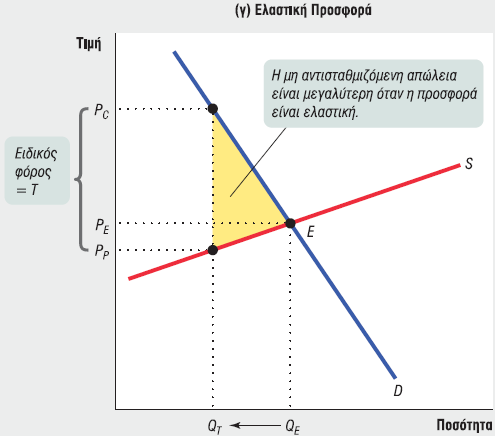 (γ) Ελαστική Προσφορά
Τιμή
Η μη αντισταθμιζόμενη απώλεια
είναι μεγαλύτερη όταν η προσφορά
είναι ελαστική.
P_C
Ειδικός
φόρος
= T
S
P_E
E
P_P
D
Q_T
Q_E
Ποσότητα